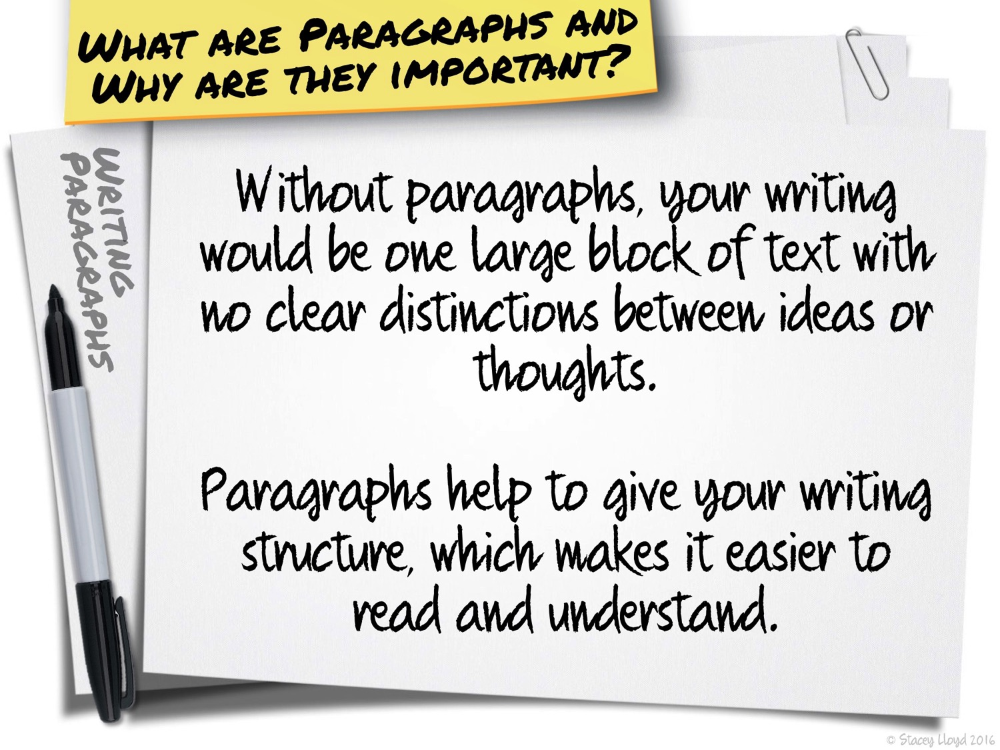 WHAT ARE PARAGRAPHS AND
WHY ARE THEY IMPORTANT?
WRITING
PARAGRAPHS
Without paragraphs, your writing
would be one large block of text with
no clear distinctions between ideas or
thoughts.
Paragraphs help to give your writing
structure, which makes it easier to
read and understand.
© Stacey Lloyd 2016